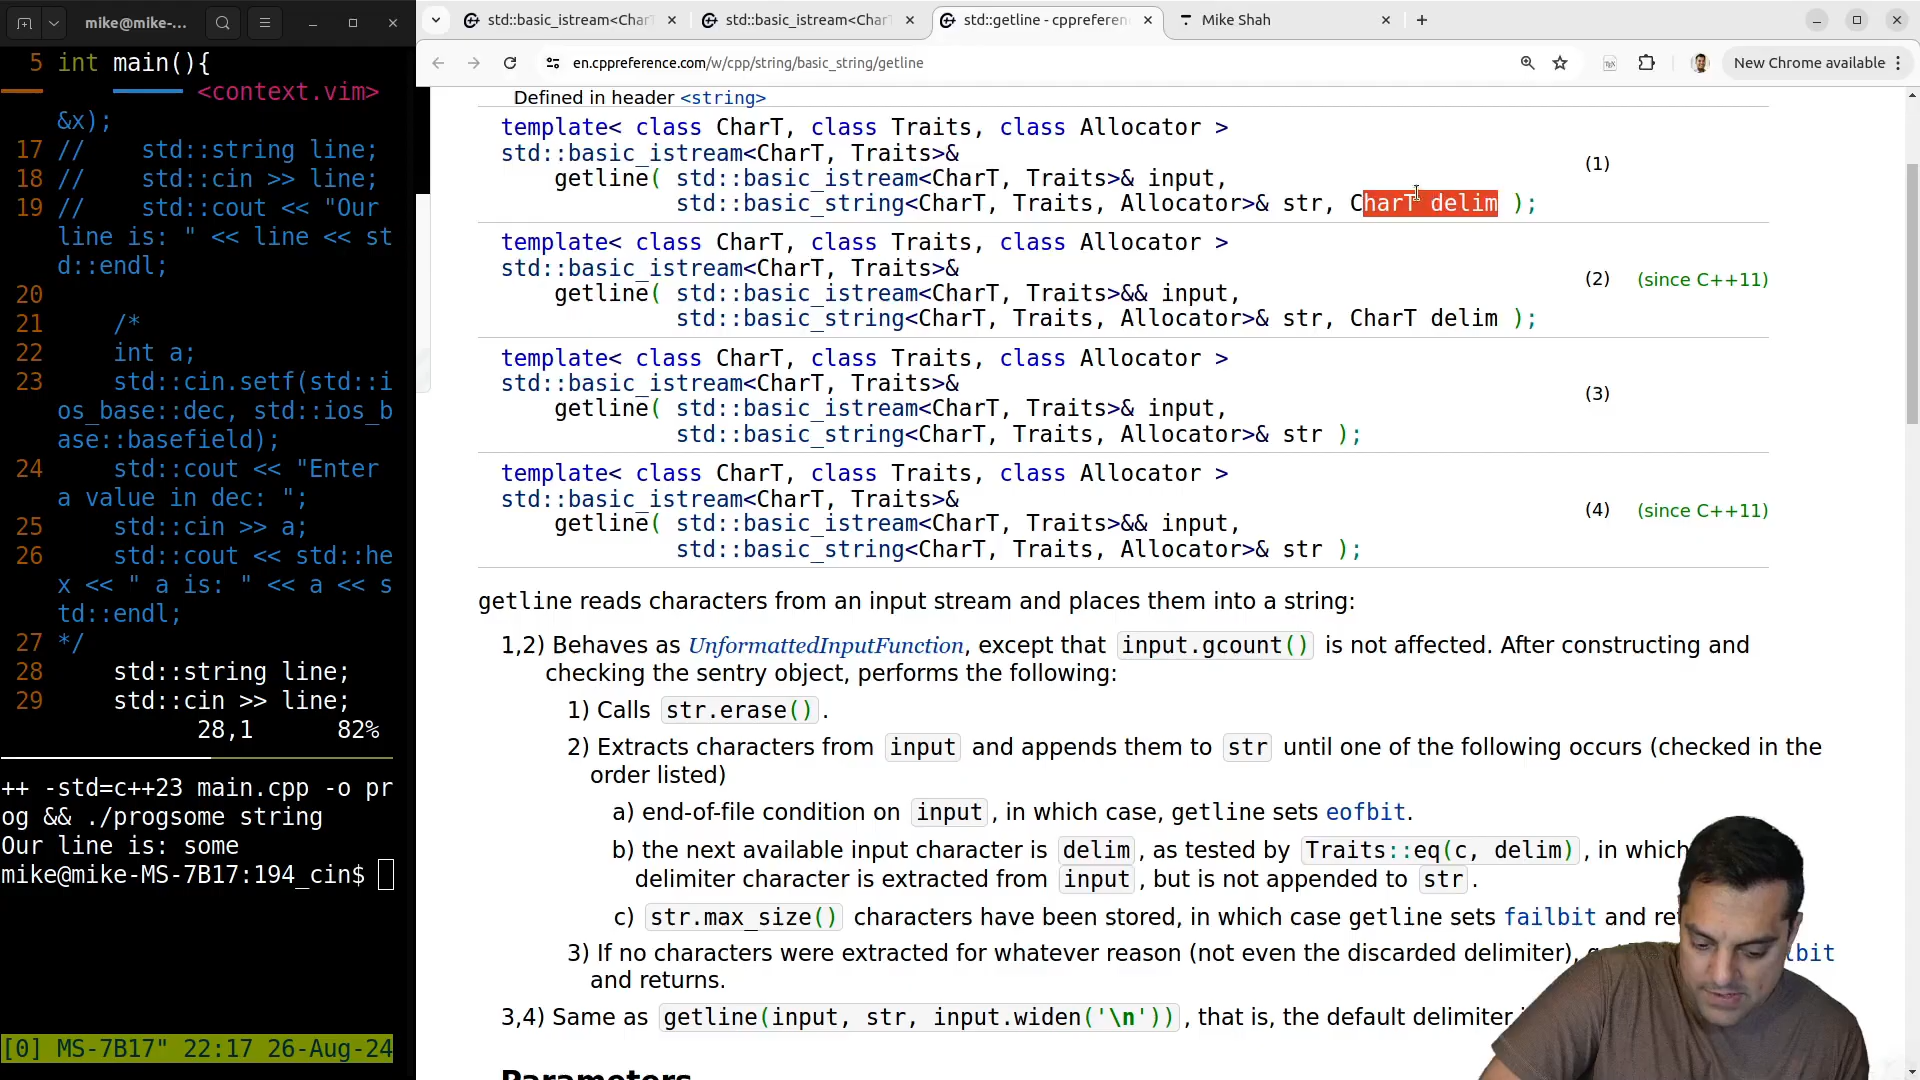 mike@mike-...
5 int main(){
<context.vim>
&x);
17 //    std::string line;
18 //    std::cin >> line;
19 //    std::cout << "Our
line is: " << line << st
d::endl;
20
21     /*
22     int a;
23     std::cin.setf(std::i
os_base::dec, std::ios_b
ase::basefield);
24     std::cout << "Enter
a value in dec: ";
25     std::cin >> a;
26     std::cout << std::he
x << " a is: " << a << s
td::endl;
27 */
28     std::string line;
29     std::cin >> line;
28,1 82%
++ -std=c++23 main.cpp -o pr
og && ./progsome string
Our line is: some
mike@mike-MS-7B17:194_cin$
[0] MS-7B17" 22:17 26-Aug-24
std::basic_istream<CharT std::basic_istream<CharT std::getline - cppreferen Mike Shah
en.cppreference.com/w/cpp/string/basic_string/getline New Chrome available
Defined in header <string>
template< class CharT, class Traits, class Allocator >
std::basic_istream<CharT, Traits>&
getline( std::basic_istream<CharT, Traits>& input,
std::basic_string<CharT, Traits, Allocator>& str, CharT delim );
(1)
template< class CharT, class Traits, class Allocator >
std::basic_istream<CharT, Traits>&
getline( std::basic_istream<CharT, Traits>&& input,
std::basic_string<CharT, Traits, Allocator>& str, CharT delim );
(2) (since C++11)
template< class CharT, class Traits, class Allocator >
std::basic_istream<CharT, Traits>&
getline( std::basic_istream<CharT, Traits>& input,
std::basic_string<CharT, Traits, Allocator>& str );
(3)
template< class CharT, class Traits, class Allocator >
std::basic_istream<CharT, Traits>&
getline( std::basic_istream<CharT, Traits>&& input,
std::basic_string<CharT, Traits, Allocator>& str );
(4) (since C++11)
getline reads characters from an input stream and places them into a string:
1,2) Behaves as UnformattedInputFunction, except that input.gcount() is not affected. After constructing and
checking the sentry object, performs the following:
1) Calls str.erase().
2) Extracts characters from input and appends them to str until one of the following occurs (checked in the
order listed)
a) end-of-file condition on input, in which case, getline sets eofbit.
b) the next available input character is delim, as tested by Traits::eq(c, delim), in which
delimiter character is extracted from input, but is not appended to str.
c) str.max_size() characters have been stored, in which case getline sets failbit and
3) If no characters were extracted for whatever reason (not even the discarded delimiter),
and returns.
3,4) Same as getline(input, str, input.widen('\n')), that is, the default delimiter
Parameters